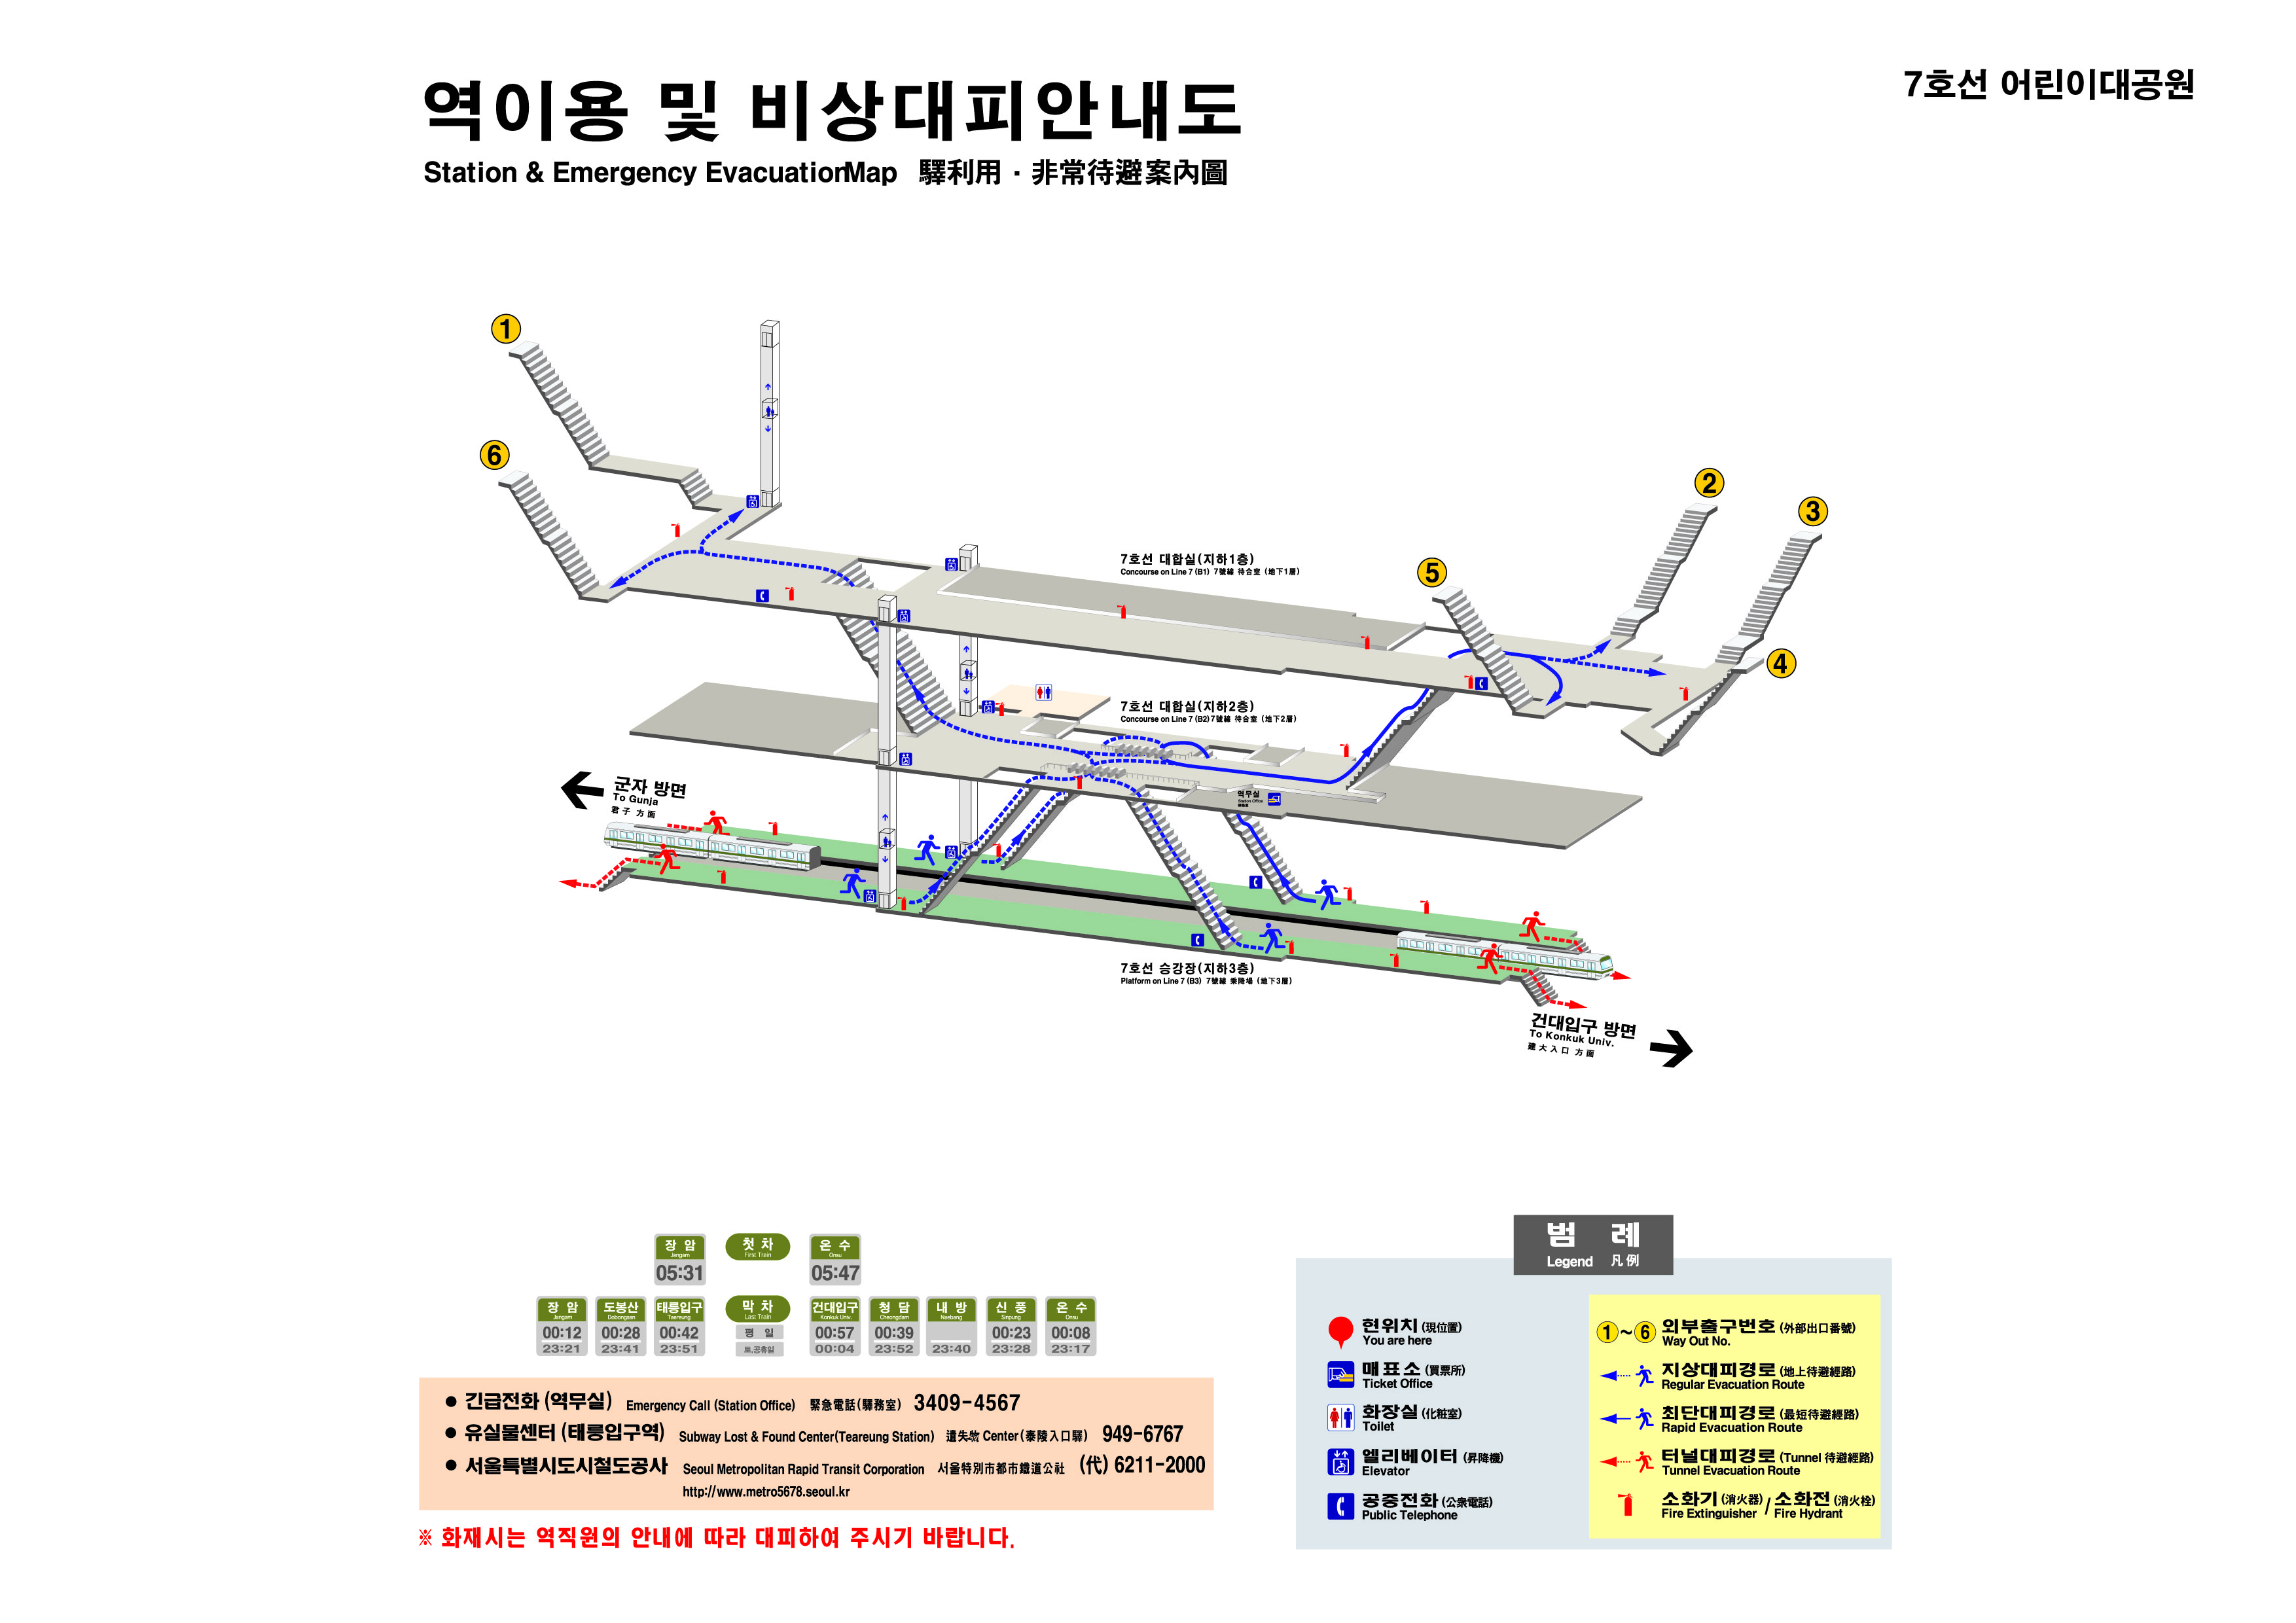 7호선 어린이대공원
역이용 및 비상대피안내도
Station & Emergency EvacuationMap 驛利用 · 非常待避案內圖
1
6
2
3
5
4
7호선 대합실(지하1층)
Concourse on Line 7 (B1) 7號線 待合室 (地下1層)
7호선 대합실(지하2층)
Concourse on Line 7 (B2) 7號線 待合室 (地下2層)
역무실
Station Office
군자 방면
To Gunja
君子 方面
7호선 승강장(지하3층)
Platform on Line 7 (B3) 7號線 乘降場 (地下3層)
건대입구 방면
To Konkuk Univ.
建大入口 方面
장 암 첫 차 온 수
Jangam First Train Onsu
05:31 05:47
장 암 도봉산 태릉입구 막 차 건대입구 청 담 내 방 신 풍 온 수
Jangam Dobongsan Taereung Last Train Konkuk Univ. Cheongdam Naebang Sinpung Onsu
00:12 00:28 00:42 평 일 00:57 00:39 00:23 00:08
23:21 23:41 23:51 토,공휴일 00:04 23:52 23:40 23:28 23:17
● 긴급전화 (역무실) Emergency Call (Station Office) 緊急電話(驛務室) 3409-4567
● 유실물센터 (태릉입구역) Subway Lost & Found Center(Teareung Station) 遺失物 Center(泰陵入口驛) 949-6767
● 서울특별시도시철도공사 Seoul Metropolitan Rapid Transit Corporation 서울特別市都市鐵道公社 (代) 6211-2000
http://www.metro5678.seoul.kr
※ 화재시는 역직원의 안내에 따라 대피하여 주시기 바랍니다.
범 례
Legend 凡例
현위치 (現位置)
You are here
매표소 (買票所)
Ticket Office
화장실 (化粧室)
Toilet
엘리베이터 (昇降機)
Elevator
공중전화 (公衆電話)
Public Telephone
1~6 외부출구번호 (外部出口番號)
Way Out No.
지상대피경로 (地上待避經路)
Regular Evacuation Route
최단대피경로 (最短待避經路)
Rapid Evacuation Route
터널대피경로 (Tunnel 待避經路)
Tunnel Evacuation Route
소화기 (消火器) / 소화전 (消火栓)
Fire Extinguisher / Fire Hydrant